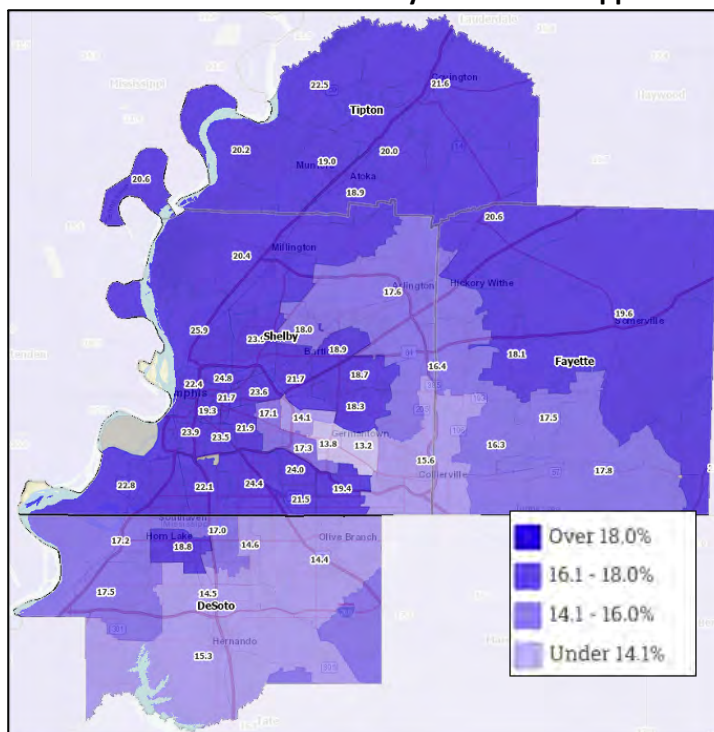 Lauderdale
Mississippi
Haywood
22.5
Covington
21.6
Tipton
20.2
19.0
20.0
14
Munford
Atoka
20.6
18.9
20.6
20.4
Millington
Arlington
17.6
Hickory Withe
19.6
Somerville
25.9
18.0
Shelby
18.9
18.1
Fayette
16.4
22.4
24.8
23.6
21.7
18.7
21.7
19.3
17.1
14.1
18.3
17.5
23.9
23.5
21.9
Germantown
17.3
13.8
13.2
16.3
15.6
Collierville
17.8
22.8
22.1
24.4
24.0
21.5
19.4
17.2
Horn Lake
17.0
18.8
14.6
Olive Branch
14.4
17.5
14.5
DeSoto
Hernando
15.3
Tate
Over 18.0%
16.1 - 18.0%
14.1 - 16.0%
Under 14.1%